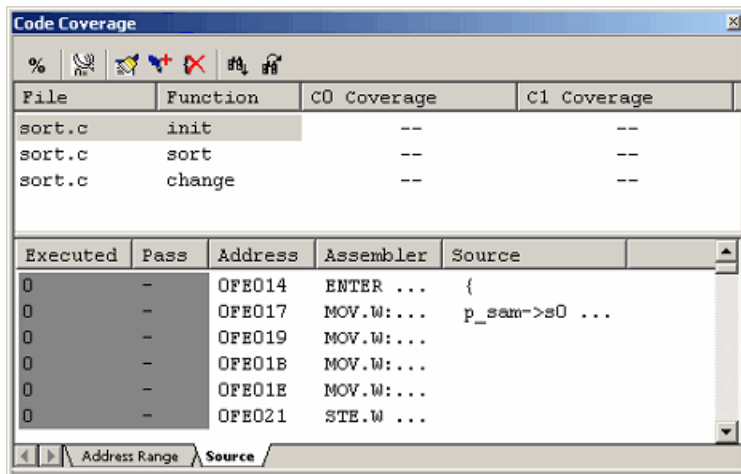 Code Coverage
%
File Function C0 Coverage C1 Coverage
sort.c init -- --
sort.c sort -- --
sort.c change -- --
Executed Pass Address Assembler Source
0 - 0FE014 ENTER ... {
0 - 0FE017 MOV.W:... p_sam->s0 ...
0 - 0FE019 MOV.W:...
0 - 0FE01B MOV.W:...
0 - 0FE01E MOV.W:...
0 - 0FE021 STE.W ...
Address Range Source